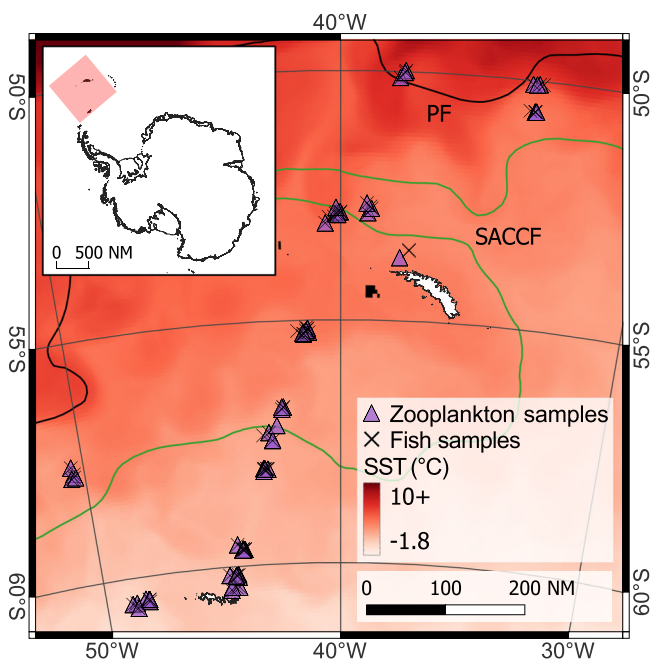 40°W
50°S
50°S
PF
SACCF
0 500 NM
55°S
55°S
Zooplankton samples
Fish samples
SST (°C)
10+
-1.8
0 100 200 NM
60°S
60°S
50°W 40°W 30°W